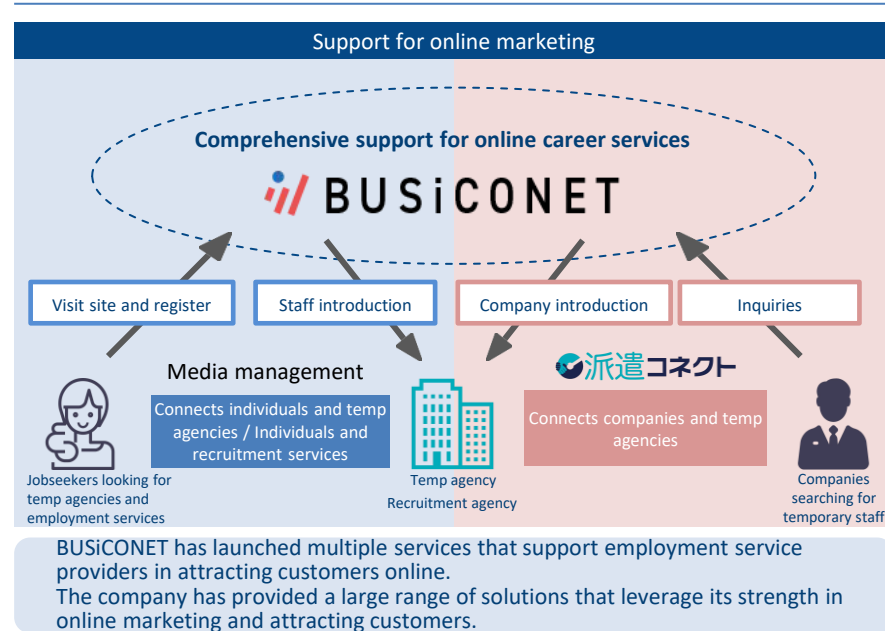 Support for online marketing
Comprehensive support for online career services
BUSiCONET
Visit site and register
Staff introduction
Company introduction
Inquiries
Media management
派遣コネクト
Connects individuals and temp
agencies / Individuals and
recruitment services
Connects companies and temp
agencies
Jobseekers looking for
temp agencies and
employment services
Temp agency
Recruitment agency
Companies
searching for
temporary staff
BUSiCONET has launched multiple services that support employment service
providers in attracting customers online.
The company has provided a large range of solutions that leverage its strength in
online marketing and attracting customers.